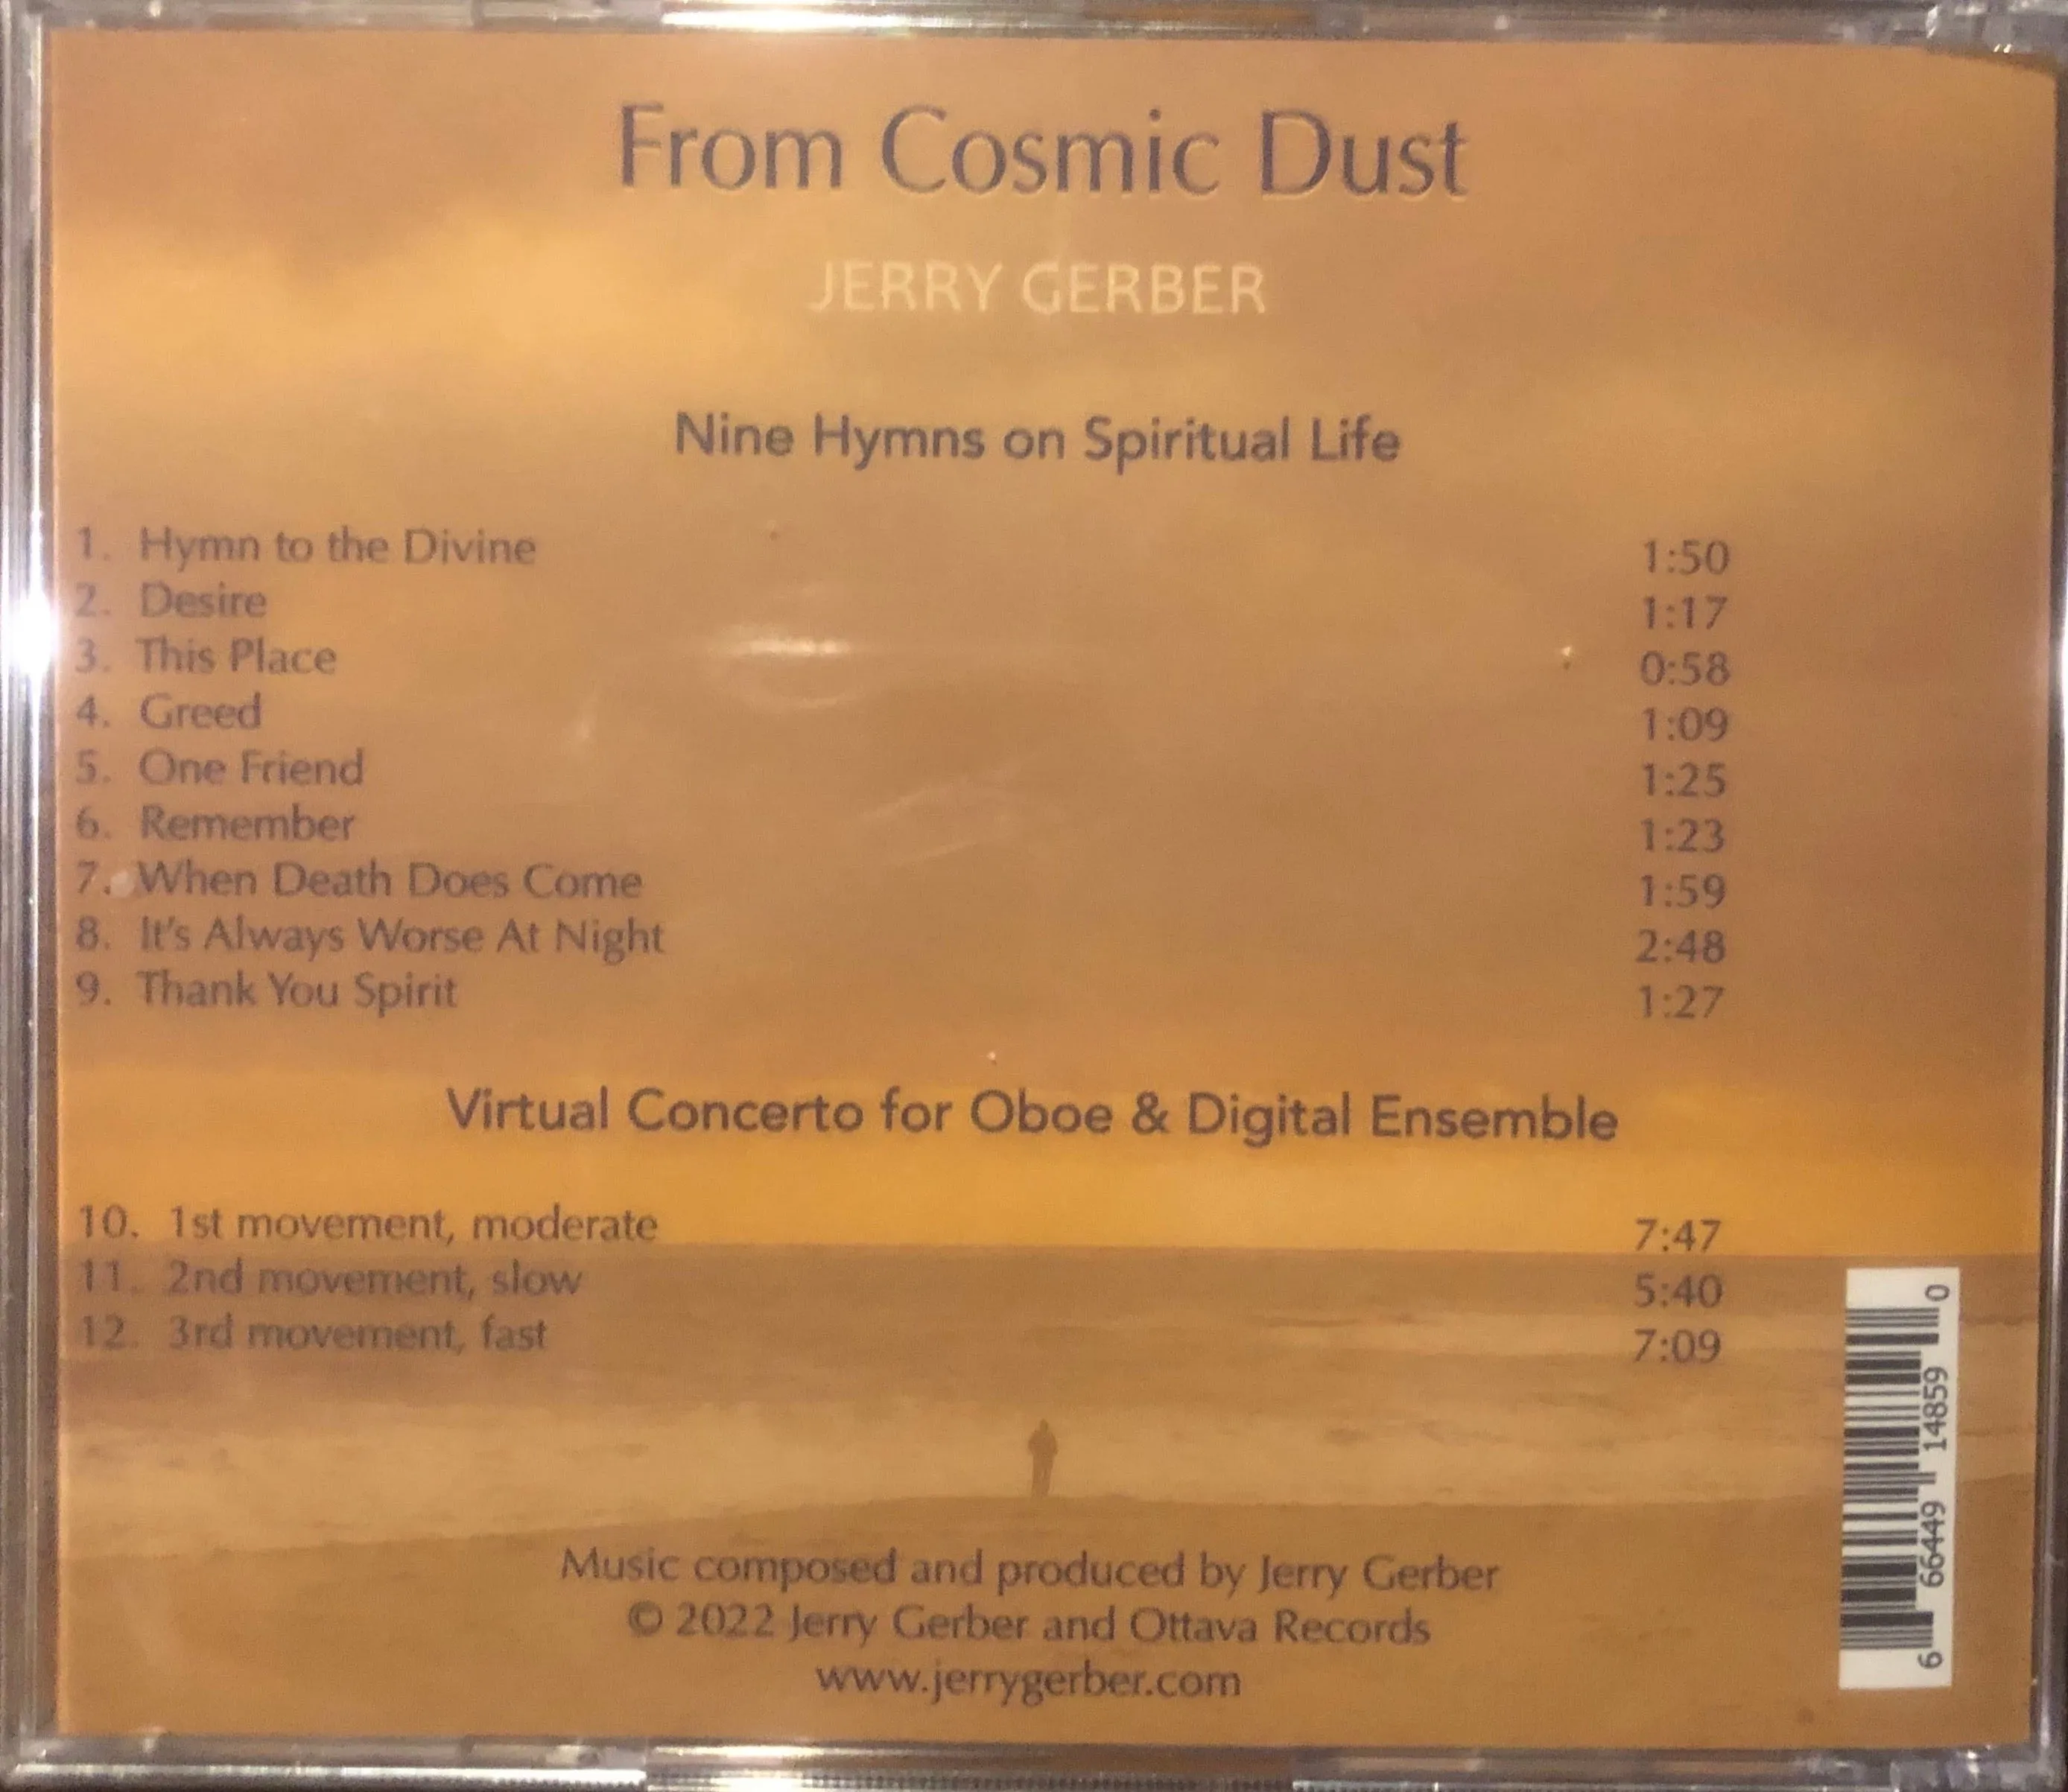 From Cosmic Dust
JERRY GERBER
Nine Hymns on Spiritual Life
1. Hymn to the Divine 1:50
2. Desire 1:17
3. This Place 0:58
4. Greed 1:09
5. One Friend 1:25
6. Remember 1:23
7. When Death Does Come 1:59
8. It's Always Worse At Night 2:48
9. Thank You Spirit 1:27
Virtual Concerto for Oboe & Digital Ensemble
10. 1st movement, moderate 7:47
11. 2nd movement, slow 5:40
12. 3rd movement, fast 7:09
Music composed and produced by Jerry Gerber
© 2022 Jerry Gerber and Ottava Records
www.jerrygerber.com
6 66449 14859 0